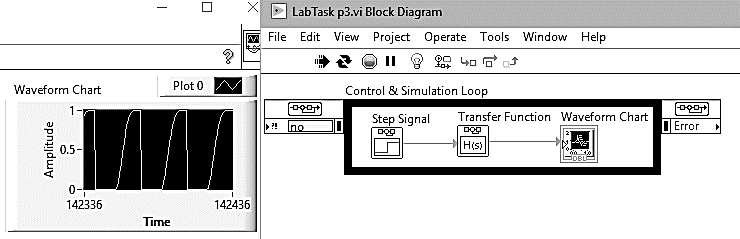 Waveform Chart
Plot 0
Amplitude
1
0.5
0
142336
142436
Time
LabTask p3.vi Block Diagram
File Edit View Project Operate Tools Window Help
Control & Simulation Loop
?!
no
Step Signal
Transfer Function
H(s)
Waveform Chart
DBL
Error